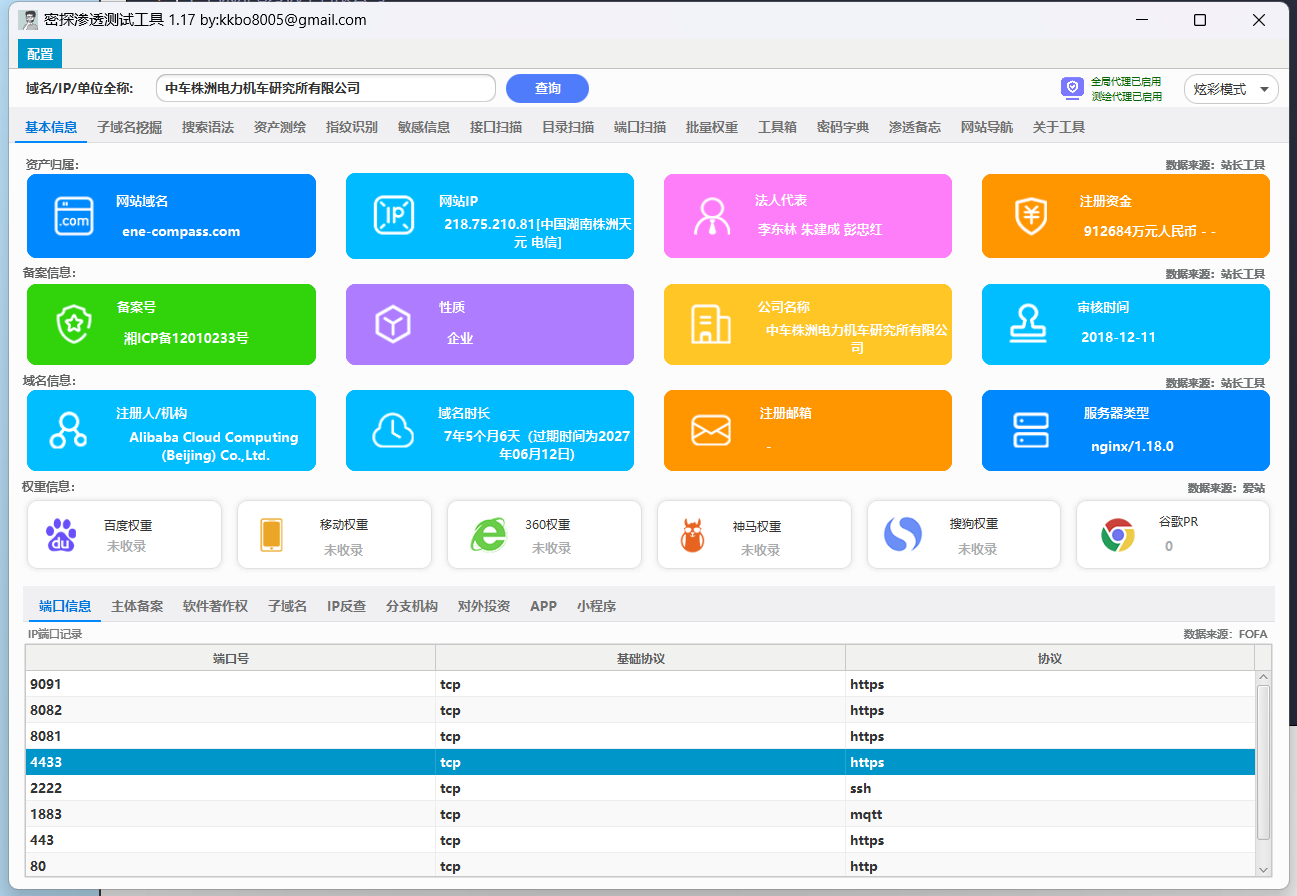 密探渗透测试工具 1.17 by:kkbo8005@gmail.com
配置
域名/IP/单位全称:
中车株洲电力机车研究所有限公司
查询
全局代理已启用
测绘代理已启用
炫彩模式
基本信息 子域名挖掘 搜索语法 资产测绘 指纹识别 敏感信息 接口扫描 目录扫描 端口扫描 批量权重 工具箱 密码字典 渗透备忘 网站导航 关于工具
资产归属:
数据来源: 站长工具
网站域名
.com
ene-compass.com
网站IP
IP
218.75.210.81[中国湖南株洲天
元 电信]
法人代表
李东林 朱建成 彭忠红
注册资金
912684万元人民币 - -
备案信息:
数据来源: 站长工具
备案号
湘ICP备12010233号
性质
企业
公司名称
中车株洲电力机车研究所有限公
司
审核时间
2018-12-11
域名信息:
数据来源: 站长工具
注册人/机构
Alibaba Cloud Computing
(Beijing) Co.,Ltd.
域名时长
7年5个月6天（过期时间为2027
年06月12日)
注册邮箱
-
服务器类型
nginx/1.18.0
权重信息:
数据来源: 爱站
du
百度权重
未收录
移动权重
未收录
360权重
未收录
神马权重
未收录
搜狗权重
未收录
谷歌PR
0
端口信息 主体备案 软件著作权 子域名 IP反查 分支机构 对外投资 APP 小程序
IP端口记录
数据来源: FOFA
端口号 基础协议 协议
9091 tcp https
8082 tcp https
8081 tcp https
4433 tcp https
2222 tcp ssh
1883 tcp mqtt
443 tcp https
80 tcp http